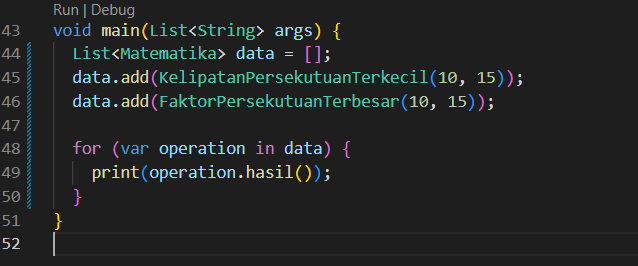 Run | Debug
43 void main(List<String> args) {
44   List<Matematika> data = [];
45   data.add(KelipatanPersekutuanTerkecil(10, 15));
46   data.add(FaktorPersekutuanTerbesar(10, 15));
47
48   for (var operation in data) {
49     print(operation.hasil());
50   }
51 }
52